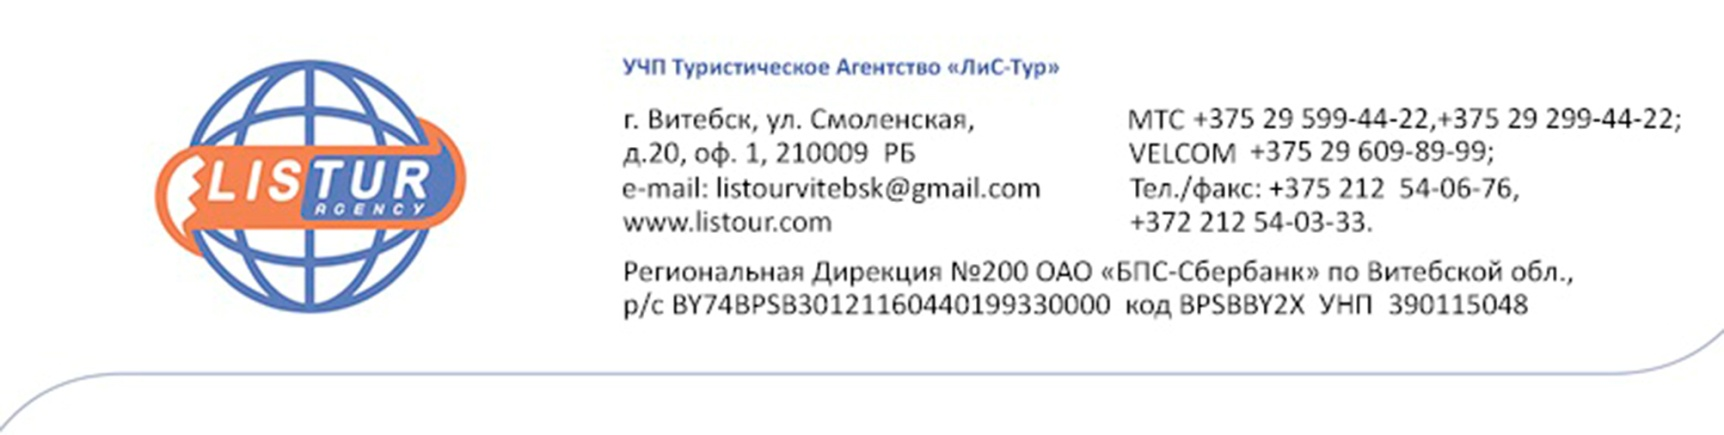 LISTUR
AGENCY
УЧП Туристическое Агентство «ЛиС-Тур»
г. Витебск, ул. Смоленская,
д.20, оф. 1, 210009 РБ
e-mail: listourvitebsk@gmail.com
www.listour.com
МТС +375 29 599-44-22,+375 29 299-44-22;
VELCOM +375 29 609-89-99;
Тел./факс: +375 212 54-06-76,
+372 212 54-03-33.
Региональная Дирекция №200 ОАО «БПС-Сбербанк» по Витебской обл.,
р/с BY74BPSB30121160440199330000 код BPSBBY2X УНП 390115048